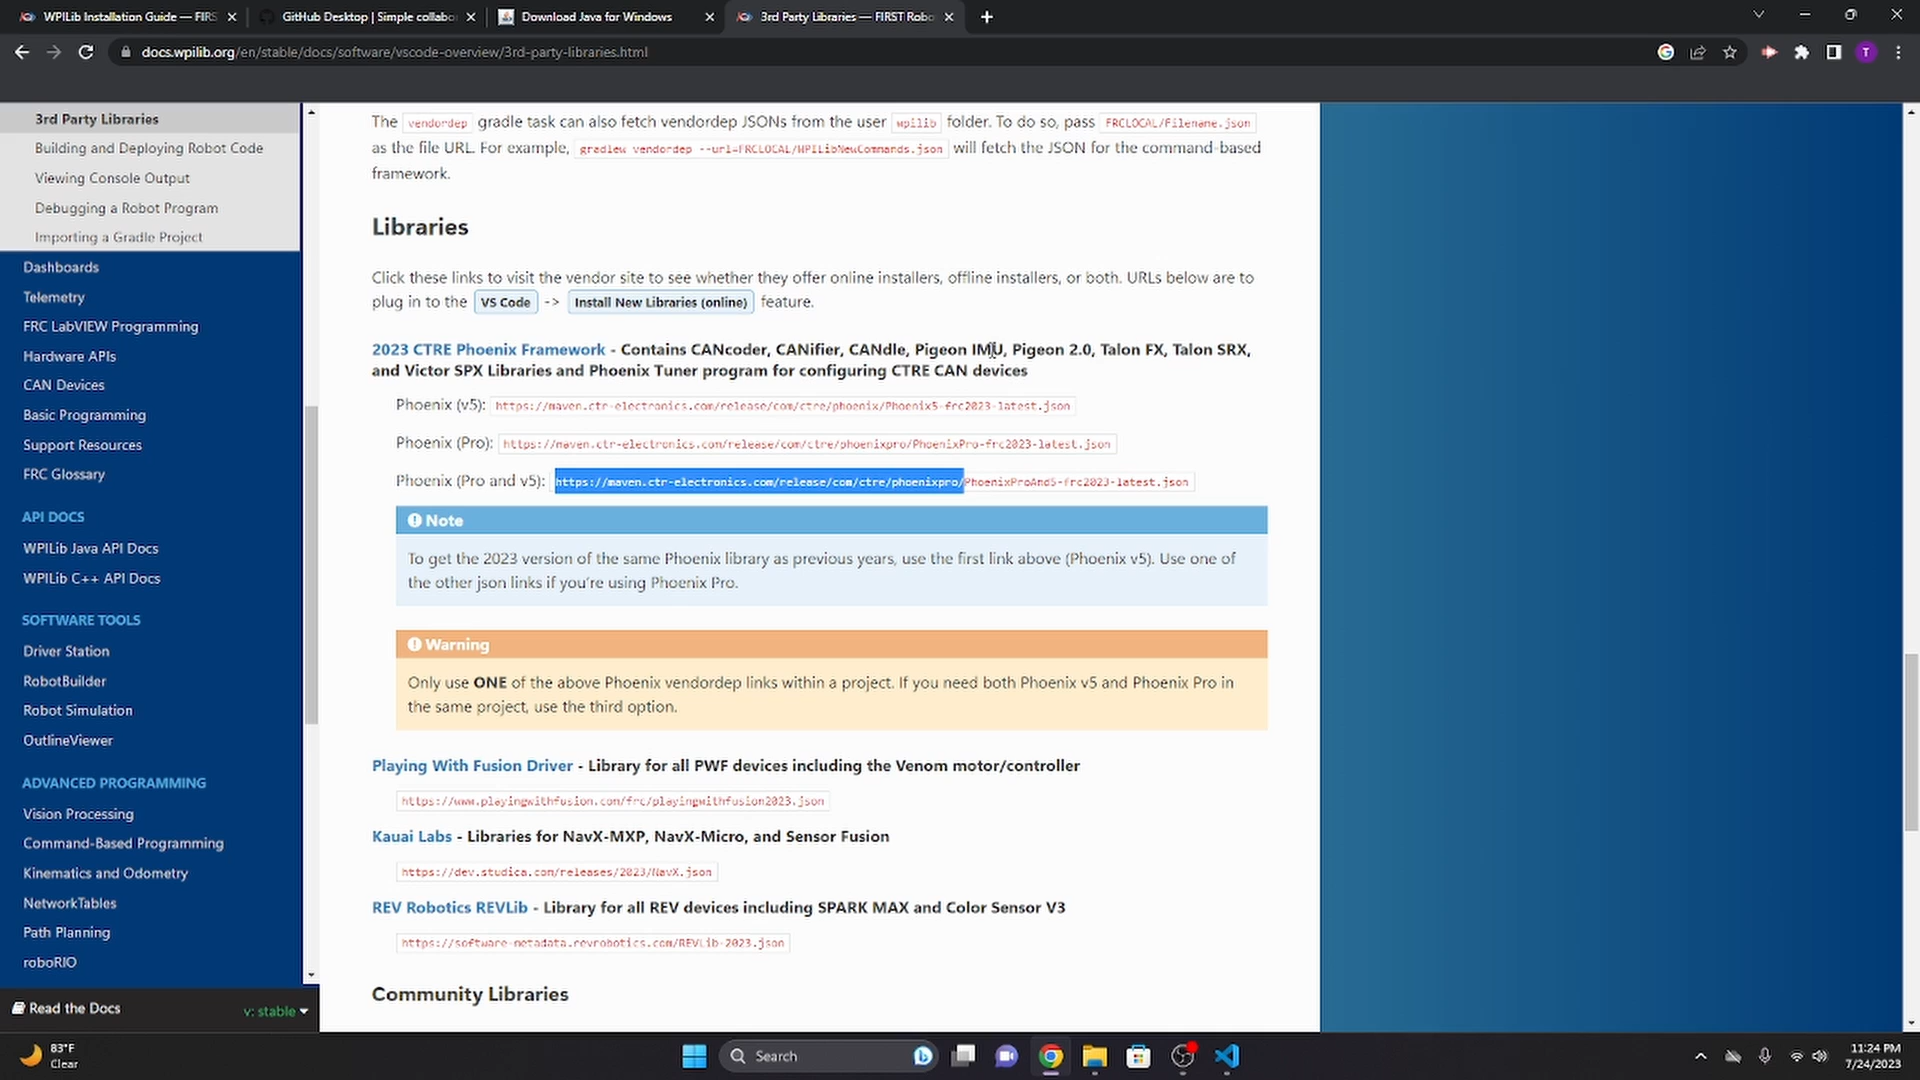 WPILib Installation Guide — FIRS
GitHub Desktop | Simple collabo
Download Java for Windows
3rd Party Libraries — FIRST Robo
docs.wpilib.org/en/stable/docs/software/vscode-overview/3rd-party-libraries.html
T
3rd Party Libraries
Building and Deploying Robot Code
Viewing Console Output
Debugging a Robot Program
Importing a Gradle Project
Dashboards
Telemetry
FRC LabVIEW Programming
Hardware APIs
CAN Devices
Basic Programming
Support Resources
FRC Glossary
API DOCS
WPILib Java API Docs
WPILib C++ API Docs
SOFTWARE TOOLS
Driver Station
RobotBuilder
Robot Simulation
OutlineViewer
ADVANCED PROGRAMMING
Vision Processing
Command-Based Programming
Kinematics and Odometry
NetworkTables
Path Planning
roboRIO
Read the Docs
v: stable
The vendordep gradle task can also fetch vendordep JSONs from the user wpilib folder. To do so, pass FRCLOCAL/Filename.json
as the file URL. For example, gradlew vendordep --url=FRCLOCAL/WPILibNewCommands.json will fetch the JSON for the command-based
framework.
Libraries
Click these links to visit the vendor site to see whether they offer online installers, offline installers, or both. URLs below are to
plug in to the VS Code -> Install New Libraries (online) feature.
2023 CTRE Phoenix Framework - Contains CANcoder, CANifier, CANdle, Pigeon IMU, Pigeon 2.0, Talon FX, Talon SRX,
and Victor SPX Libraries and Phoenix Tuner program for configuring CTRE CAN devices
Phoenix (v5): https://maven.ctr-electronics.com/release/com/ctre/phoenix/Phoenix5-frc2023-latest.json
Phoenix (Pro): https://maven.ctr-electronics.com/release/com/ctre/phoenixpro/PhoenixPro-frc2023-latest.json
Phoenix (Pro and v5): https://maven.ctr-electronics.com/release/com/ctre/phoenixpro/PhoenixProAnd5-frc2023-latest.json
Note
To get the 2023 version of the same Phoenix library as previous years, use the first link above (Phoenix v5). Use one of
the other json links if you're using Phoenix Pro.
Warning
Only use ONE of the above Phoenix vendordep links within a project. If you need both Phoenix v5 and Phoenix Pro in
the same project, use the third option.
Playing With Fusion Driver - Library for all PWF devices including the Venom motor/controller
https://www.playingwithfusion.com/frc/playingwithfusion2023.json
Kauai Labs - Libraries for NavX-MXP, NavX-Micro, and Sensor Fusion
https://dev.studica.com/releases/2023/NavX.json
REV Robotics REVLib - Library for all REV devices including SPARK MAX and Color Sensor V3
https://software-metadata.revrobotics.com/REVLib-2023.json
Community Libraries
83°F
Clear
Search
11:24 PM
7/24/2023